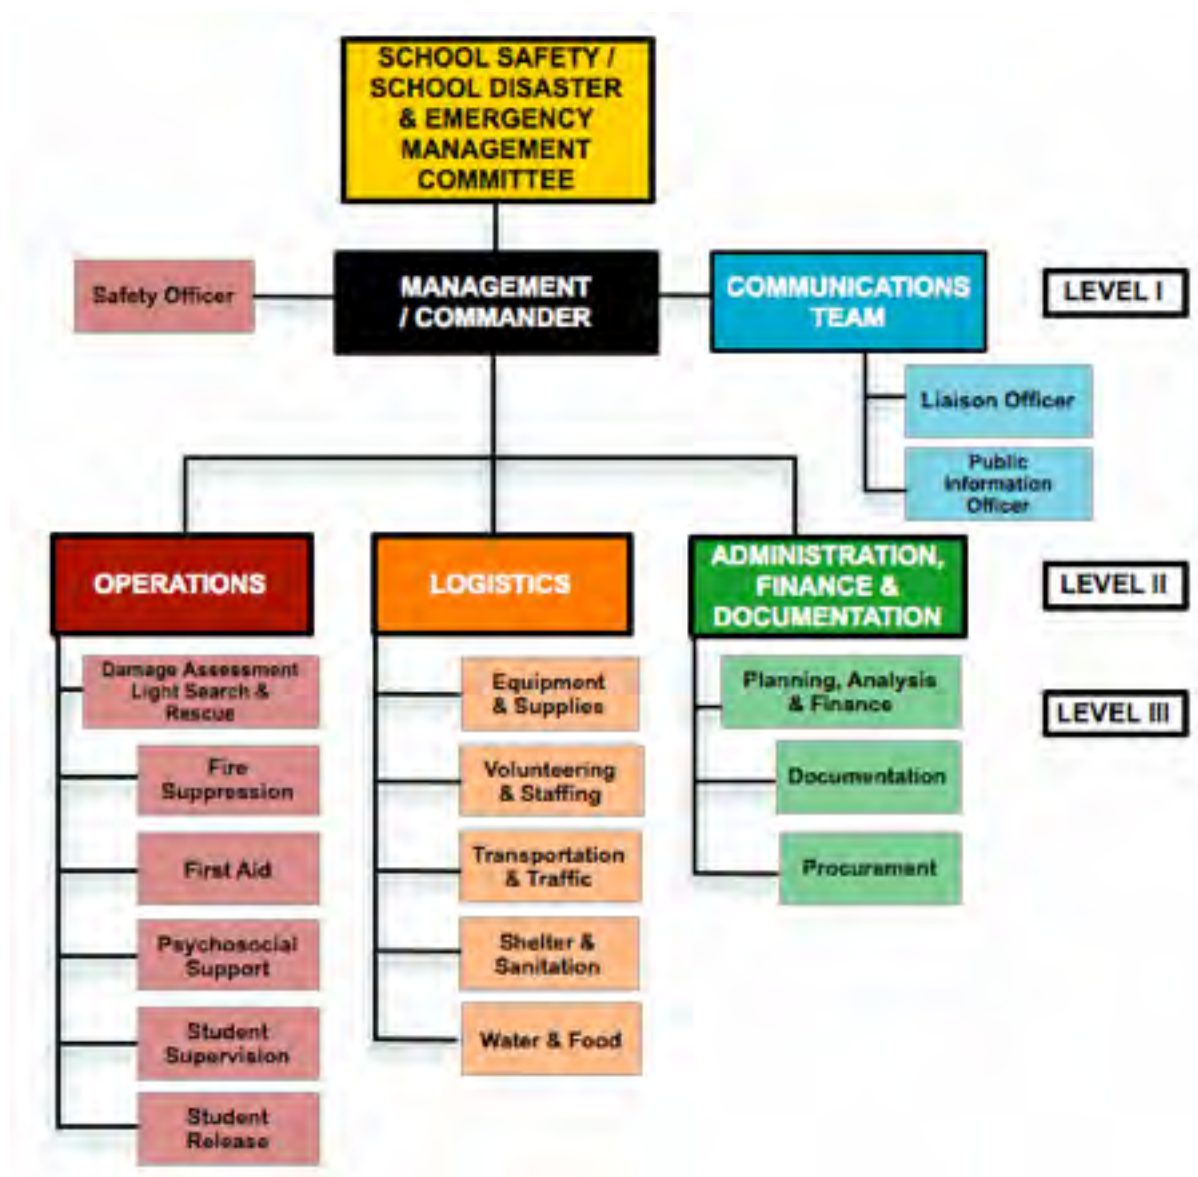 SCHOOL SAFETY /
SCHOOL DISASTER
& EMERGENCY
MANAGEMENT
COMMITTEE
Safety Officer
MANAGEMENT
/ COMMANDER
COMMUNICATIONS
TEAM
LEVEL I
Liaison Officer
Public
Information
Officer
OPERATIONS
LOGISTICS
ADMINISTRATION,
FINANCE &
DOCUMENTATION
LEVEL II
Damage Assessment
Light Search &
Rescue
Fire
Suppression
First Aid
Psychosocial
Support
Student
Supervision
Student
Release
Equipment
& Supplies
Volunteering
& Staffing
Transportation
& Traffic
Shelter &
Sanitation
Water & Food
Planning, Analysis
& Finance
Documentation
Procurement
LEVEL III